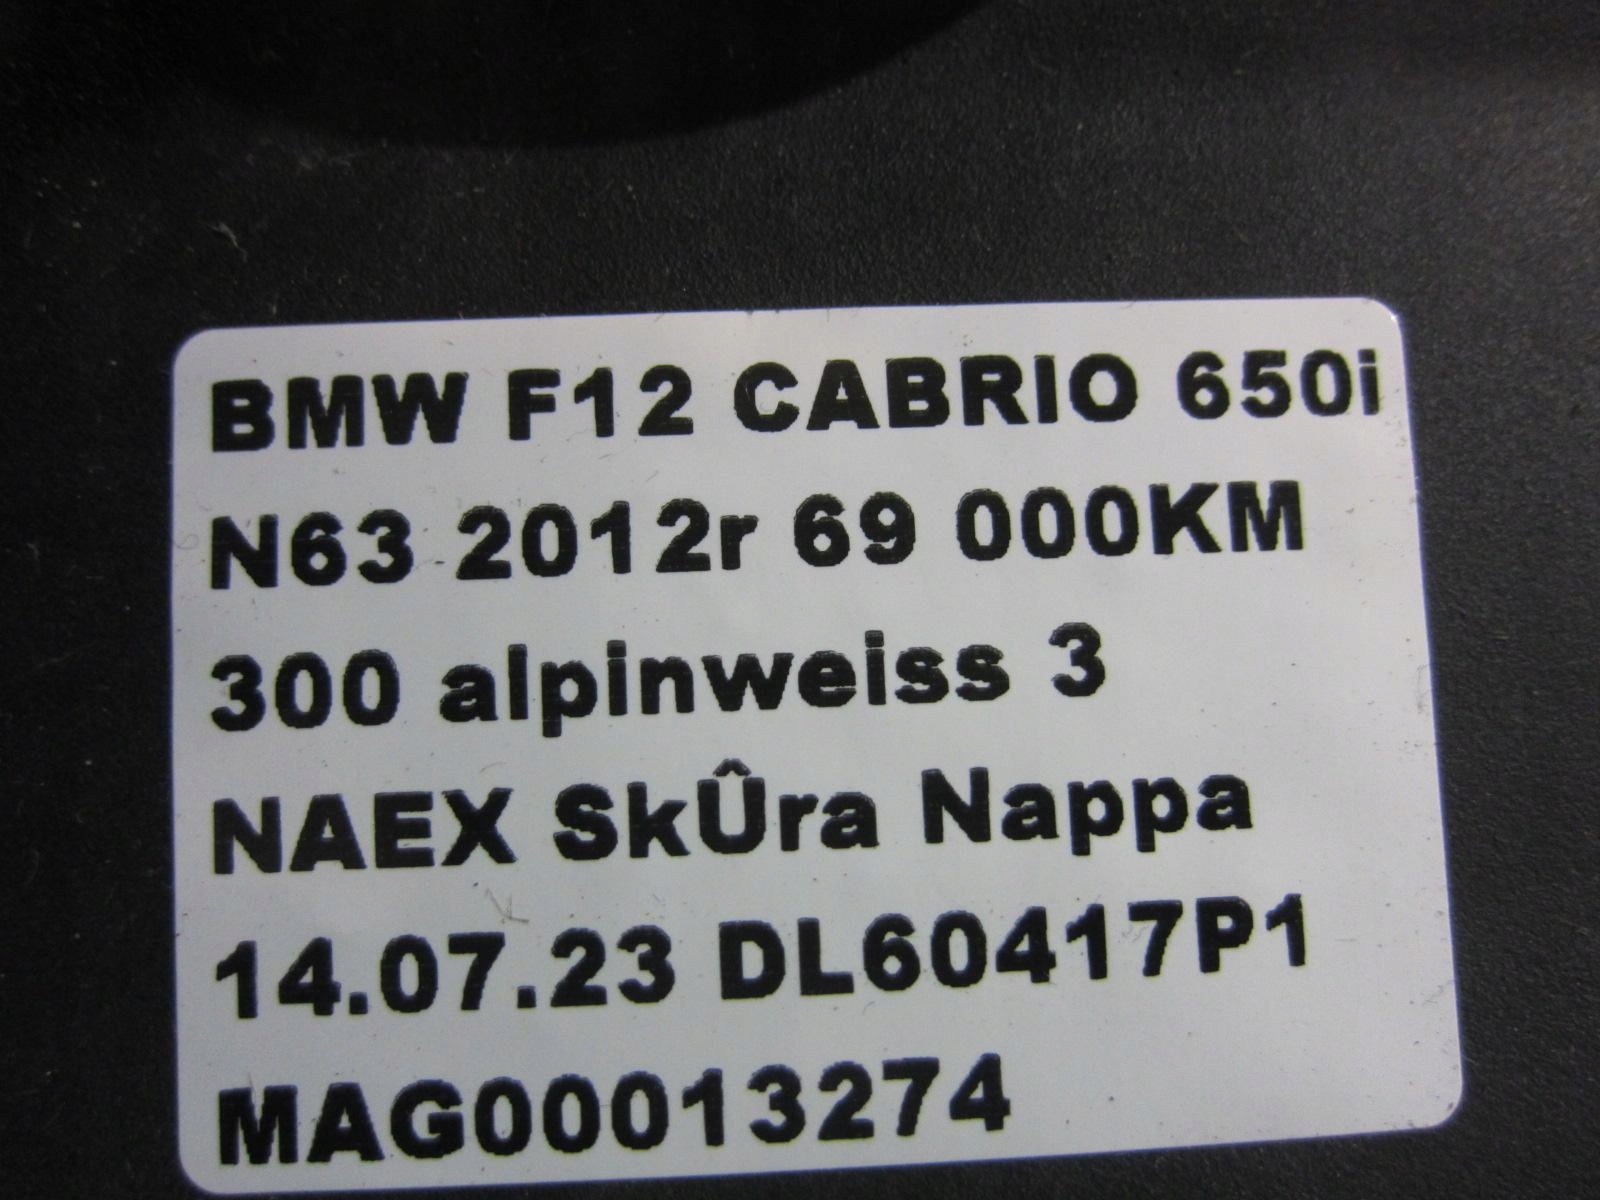 BMW F12 CABRIO 650i
N63 2012r 69 000KM
300 alpinweiss 3
NAEX SkÛra Nappa
14.07.23 DL60417P1
MAG00013274